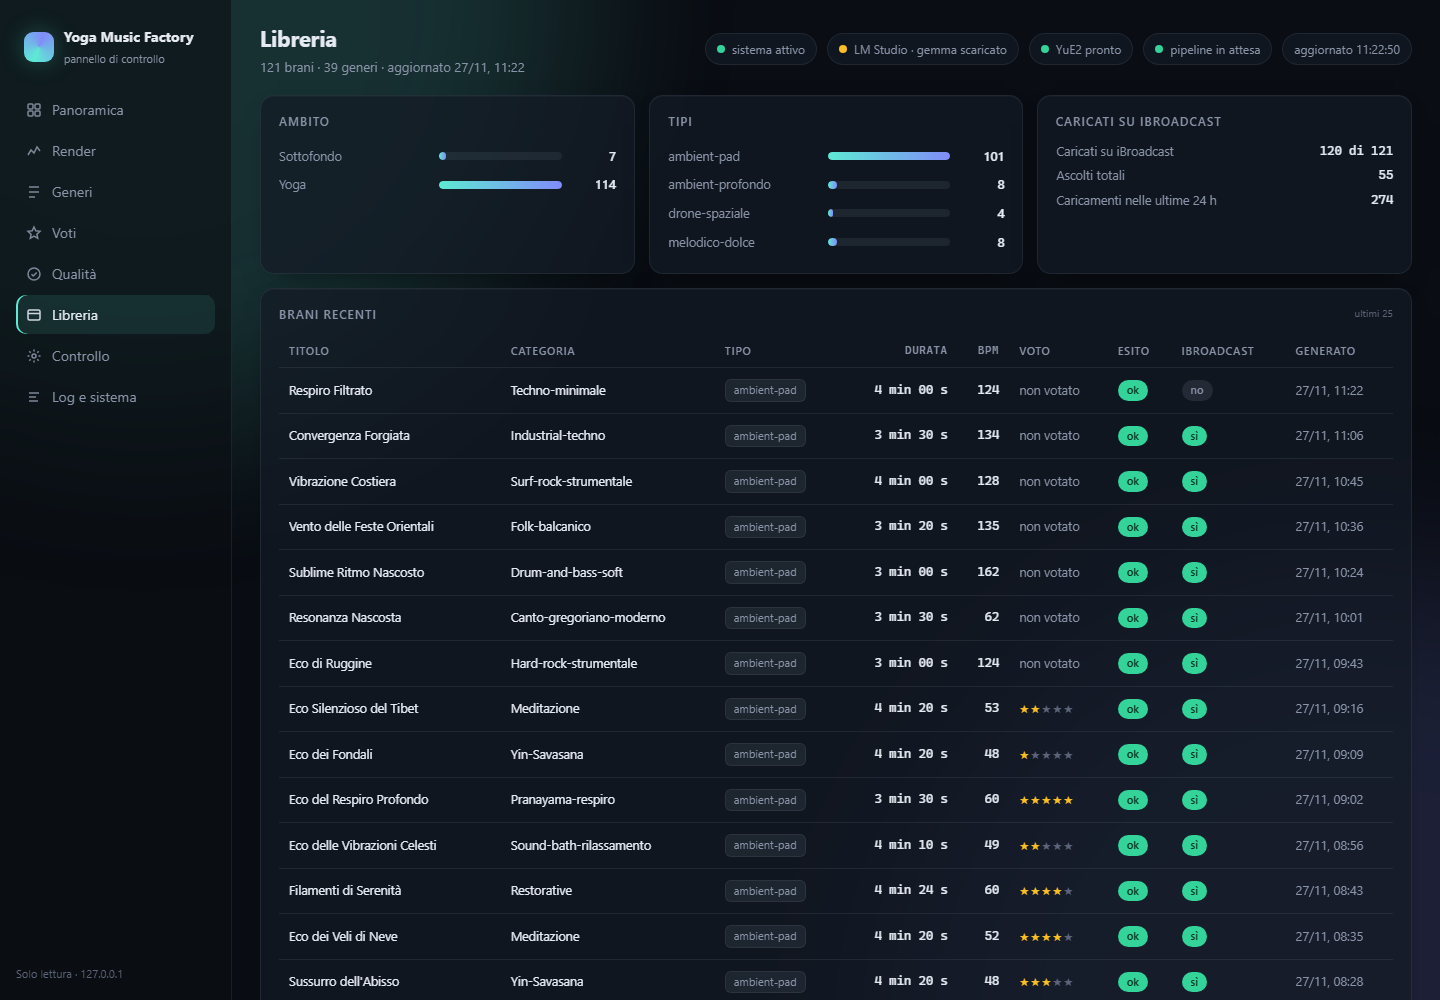 Yoga Music Factory
pannello di controllo
Panoramica
Render
Generi
Voti
Qualità
Libreria
Controllo
Log e sistema
Solo lettura · 127.0.0.1
Libreria
121 brani · 39 generi · aggiornato 27/11, 11:22
sistema attivo
LM Studio · gemma scaricato
YuE2 pronto
pipeline in attesa
aggiornato 11:22:50
AMBITO
Sottofondo 7
Yoga 114
TIPI
ambient-pad 101
ambient-profondo 8
drone-spaziale 4
melodico-dolce 8
CARICATI SU IBROADCAST
Caricati su iBroadcast 120 di 121
Ascolti totali 55
Caricamenti nelle ultime 24 h 274
BRANI RECENTI ultimi 25
TITOLO CATEGORIA TIPO DURATA BPM VOTO ESITO IBROADCAST GENERATO
Respiro Filtrato Techno-minimale ambient-pad 4 min 00 s 124 non votato ok no 27/11, 11:22
Convergenza Forgiata Industrial-techno ambient-pad 3 min 30 s 134 non votato ok sì 27/11, 11:06
Vibrazione Costiera Surf-rock-strumentale ambient-pad 4 min 00 s 128 non votato ok sì 27/11, 10:45
Vento delle Feste Orientali Folk-balcanico ambient-pad 3 min 20 s 135 non votato ok sì 27/11, 10:36
Sublime Ritmo Nascosto Drum-and-bass-soft ambient-pad 3 min 00 s 162 non votato ok sì 27/11, 10:24
Resonanza Nascosta Canto-gregoriano-moderno ambient-pad 3 min 30 s 62 non votato ok sì 27/11, 10:01
Eco di Ruggine Hard-rock-strumentale ambient-pad 3 min 00 s 124 non votato ok sì 27/11, 09:43
Eco Silenzioso del Tibet Meditazione ambient-pad 4 min 20 s 53 ★★★★★ ok sì 27/11, 09:16
Eco dei Fondali Yin-Savasana ambient-pad 4 min 20 s 48 ★★★★★ ok sì 27/11, 09:09
Eco del Respiro Profondo Pranayama-respiro ambient-pad 3 min 30 s 60 ★★★★★ ok sì 27/11, 09:02
Eco delle Vibrazioni Celesti Sound-bath-rilassamento ambient-pad 4 min 10 s 49 ★★★★★ ok sì 27/11, 08:56
Filamenti di Serenità Restorative ambient-pad 4 min 24 s 60 ★★★★★ ok sì 27/11, 08:43
Eco dei Veli di Neve Meditazione ambient-pad 4 min 20 s 52 ★★★★★ ok sì 27/11, 08:35
Sussurro dell'Abisso Yin-Savasana ambient-pad 4 min 20 s 48 ★★★★★ ok sì 27/11, 08:28